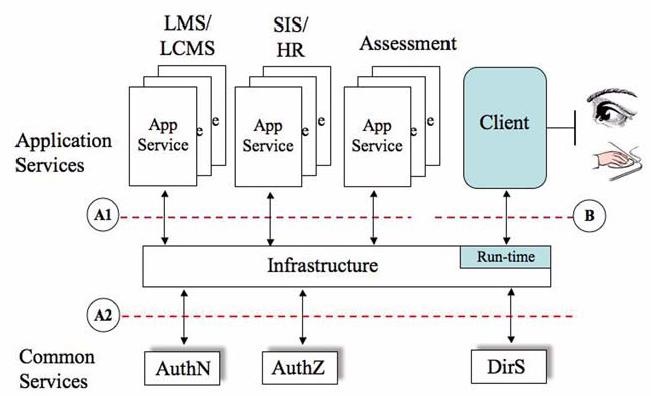 LMS/
LCMS
SIS/
HR
Assessment
Application
Services
App
Service
e
e
App
Service
e
e
App
Service
e
e
Client
A1
B
Infrastructure
Run-time
A2
Common
Services
AuthN
AuthZ
DirS